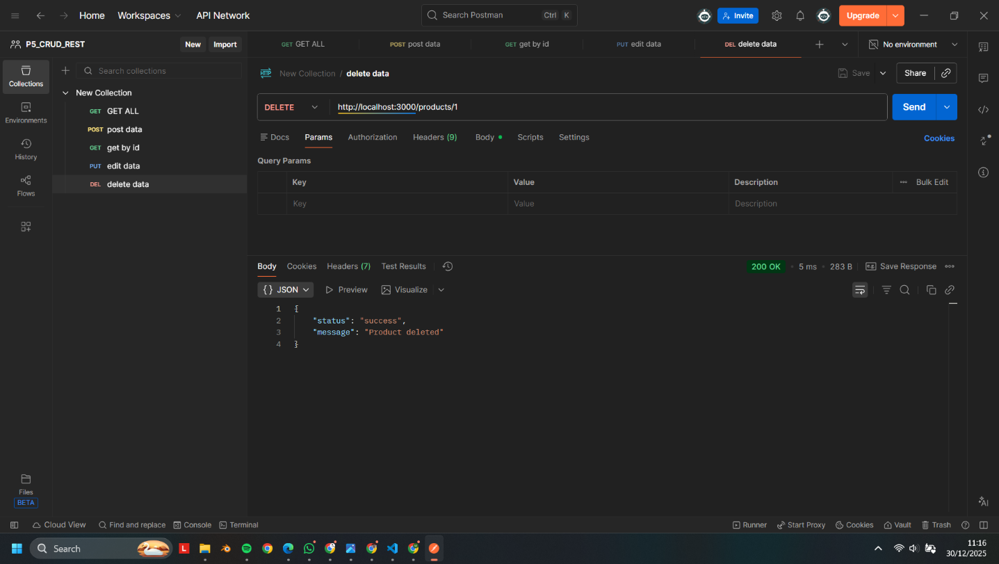 Home Workspaces API Network Search Postman Ctrl K Invite Upgrade
P5_CRUD_REST New Import GET GET ALL POST post data GET get by id PUT edit data DEL delete data No environment
Collections
Search collections
New Collection / delete data Save Share
New Collection
GET GET ALL
POST post data
GET get by id
PUT edit data
DEL delete data
Environments
History
Flows
DELETE http://localhost:3000/products/1 Send
Docs Params Authorization Headers (9) Body Scripts Settings Cookies
Query Params
Key Value Description Bulk Edit
Key Value Description
Body Cookies Headers (7) Test Results 200 OK 5 ms 283 B Save Response
{ } JSON Preview Visualize
1 {
2 "status": "success",
3 "message": "Product deleted"
4 }
Files
BETA
AI
Cloud View Find and replace Console Terminal Runner Start Proxy Cookies Vault Trash
Search L 11:16
30/12/2025